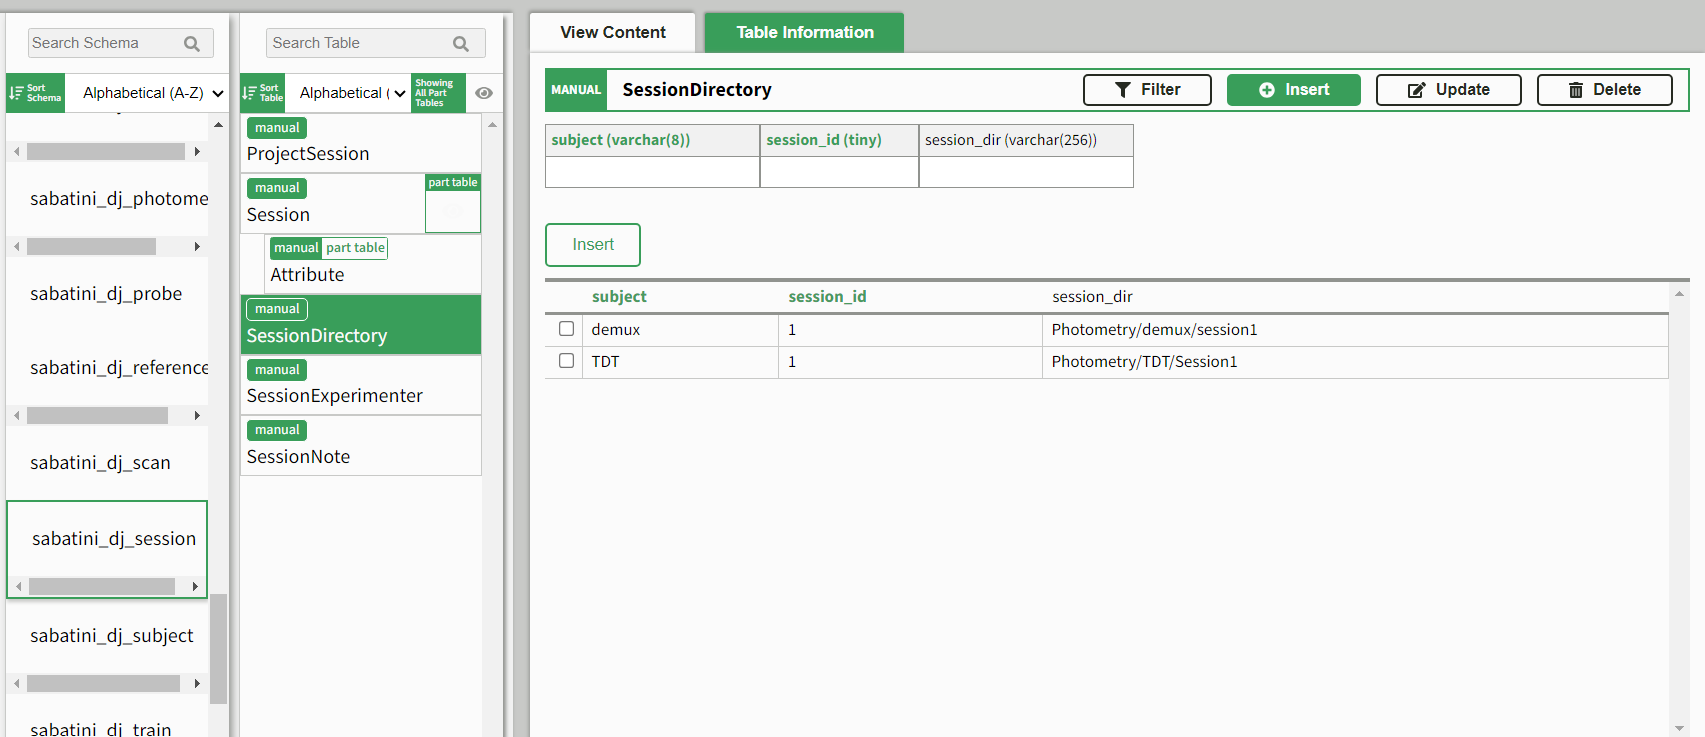 Search Schema
Sort Schema
Alphabetical (A-Z)
sabatini_dj_photome
sabatini_dj_probe
sabatini_dj_reference
sabatini_dj_scan
sabatini_dj_session
sabatini_dj_subject
sabatini_dj_train
Search Table
Sort Table
Alphabetical (
Showing All Part Tables
manual
ProjectSession
manual
part table
Session
manual part table
Attribute
manual
SessionDirectory
manual
SessionExperimenter
manual
SessionNote
View Content
Table Information
MANUAL SessionDirectory
Filter
Insert
Update
Delete
subject (varchar(8)) session_id (tiny) session_dir (varchar(256))
Insert
subject session_id session_dir
demux 1 Photometry/demux/session1
TDT 1 Photometry/TDT/Session1